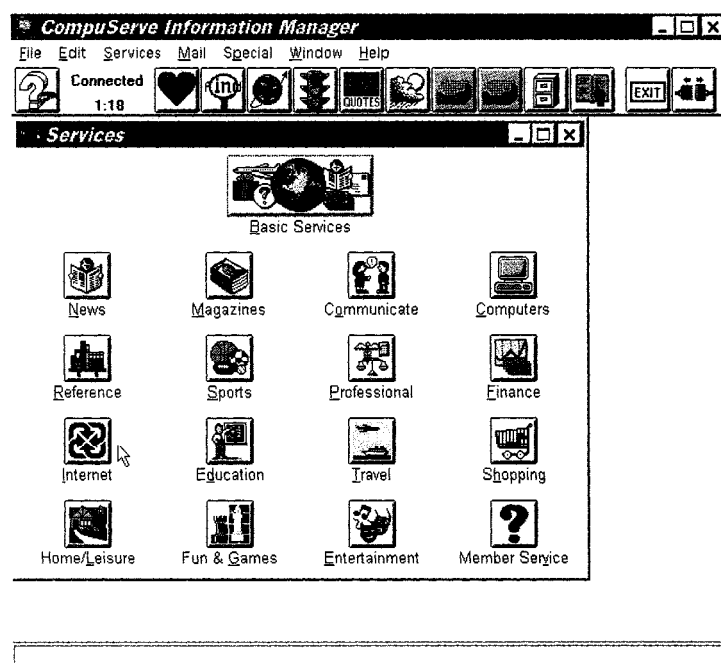 CompuServe Information Manager
File Edit Services Mail Special Window Help
? Connected find QUOTES EXIT
1:18
Services
?
Basic Services
News Magazines Communicate Computers
Reference Sports Professional Finance
Internet Education Travel Shopping
?
Home/Leisure Fun & Games Entertainment Member Service